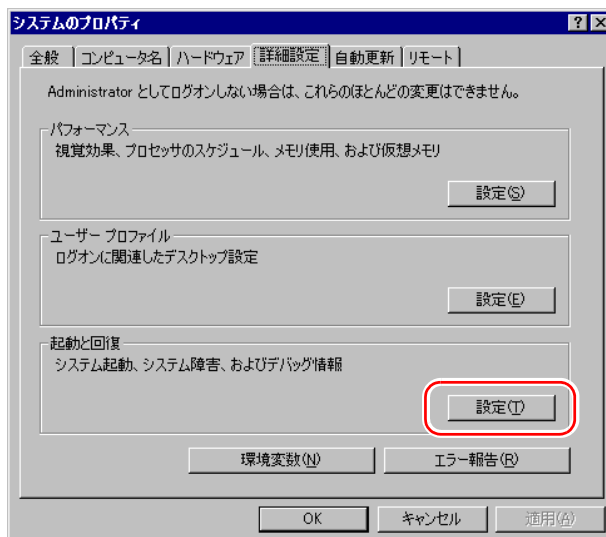 システムのプロパティ
全般 コンピュータ名 ハードウェア 詳細設定 自動更新 リモート
Administrator としてログオンしない場合は、これらのほとんどの変更はできません。
パフォーマンス
視覚効果、プロセッサのスケジュール、メモリ使用、および仮想メモリ
設定(S)
ユーザー プロファイル
ログオンに関連したデスクトップ設定
設定(E)
起動と回復
システム起動、システム障害、およびデバッグ情報
設定(T)
環境変数(N) エラー報告(R)
OK キャンセル 適用(A)